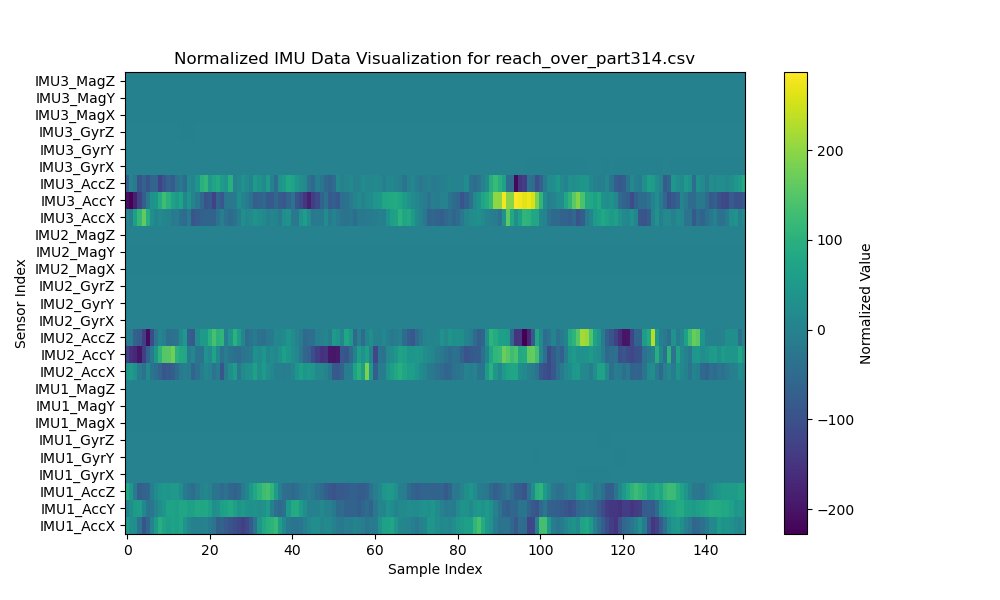 Normalized IMU Data Visualization for reach_over_part314.csv
IMU3_MagZ
IMU3_MagY
IMU3_MagX
IMU3_GyrZ
IMU3_GyrY
IMU3_GyrX
IMU3_AccZ
IMU3_AccY
IMU3_AccX
IMU2_MagZ
IMU2_MagY
IMU2_MagX
IMU2_GyrZ
IMU2_GyrY
IMU2_GyrX
IMU2_AccZ
IMU2_AccY
IMU2_AccX
IMU1_MagZ
IMU1_MagY
IMU1_MagX
IMU1_GyrZ
IMU1_GyrY
IMU1_GyrX
IMU1_AccZ
IMU1_AccY
IMU1_AccX
Sensor Index
0 20 40 60 80 100 120 140
Sample Index
200
100
0
−100
−200
Normalized Value